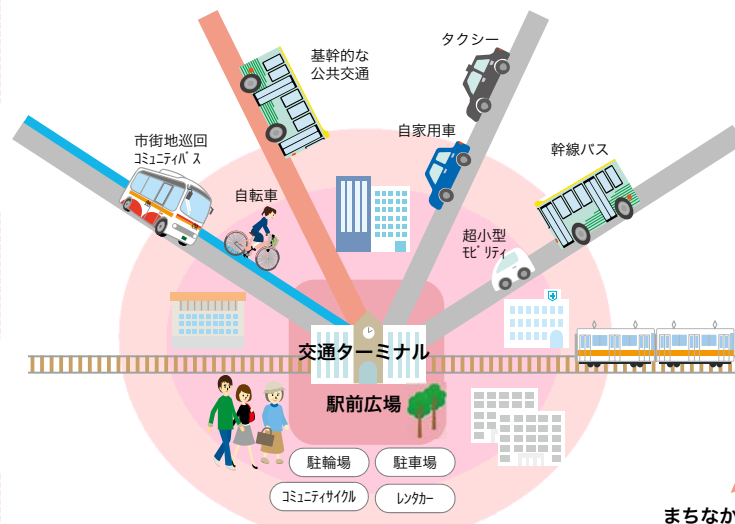 タクシー
基幹的な
公共交通
自家用車
市街地巡回
ｺﾐｭﾆﾃｨﾊﾞｽ
幹線バス
自転車
超小型
ﾓﾋﾞﾘﾃｨ
交通ターミナル
駅前広場
駐輪場
駐車場
ｺﾐｭﾆﾃｨサイクル
ﾚﾝﾀカー
まちなか